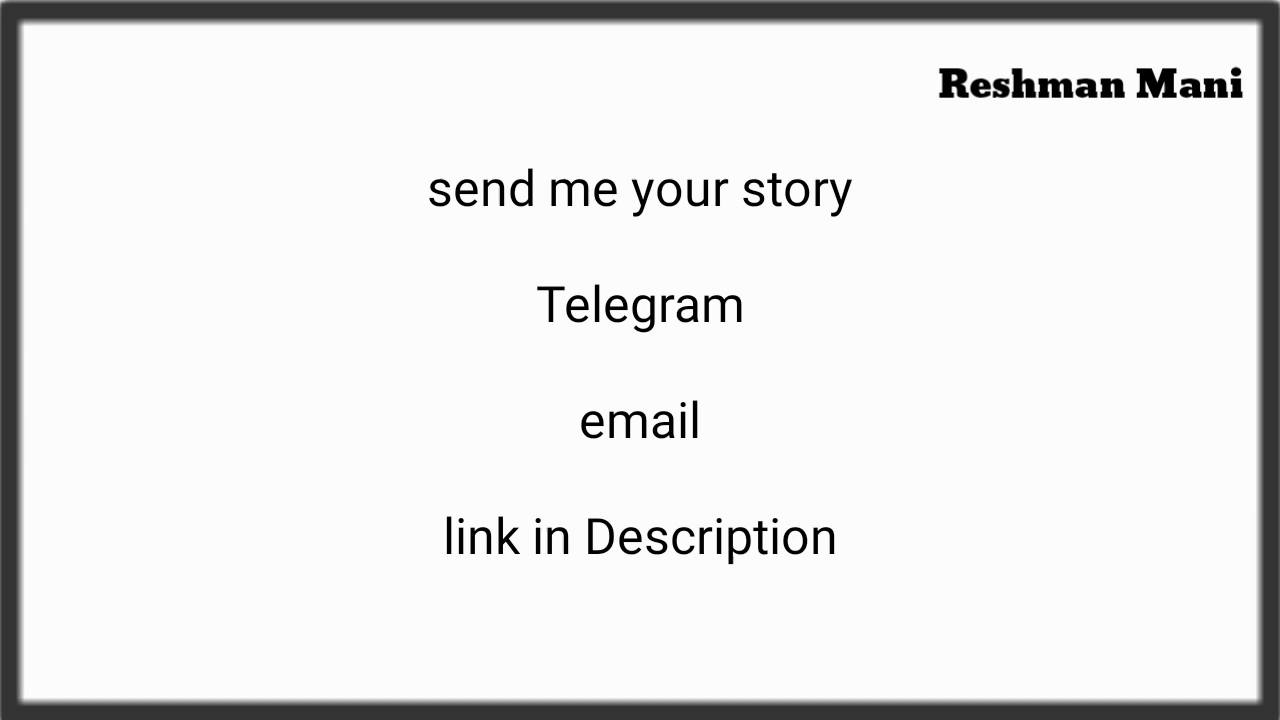 Reshman Mani
send me your story
Telegram
email
link in Description